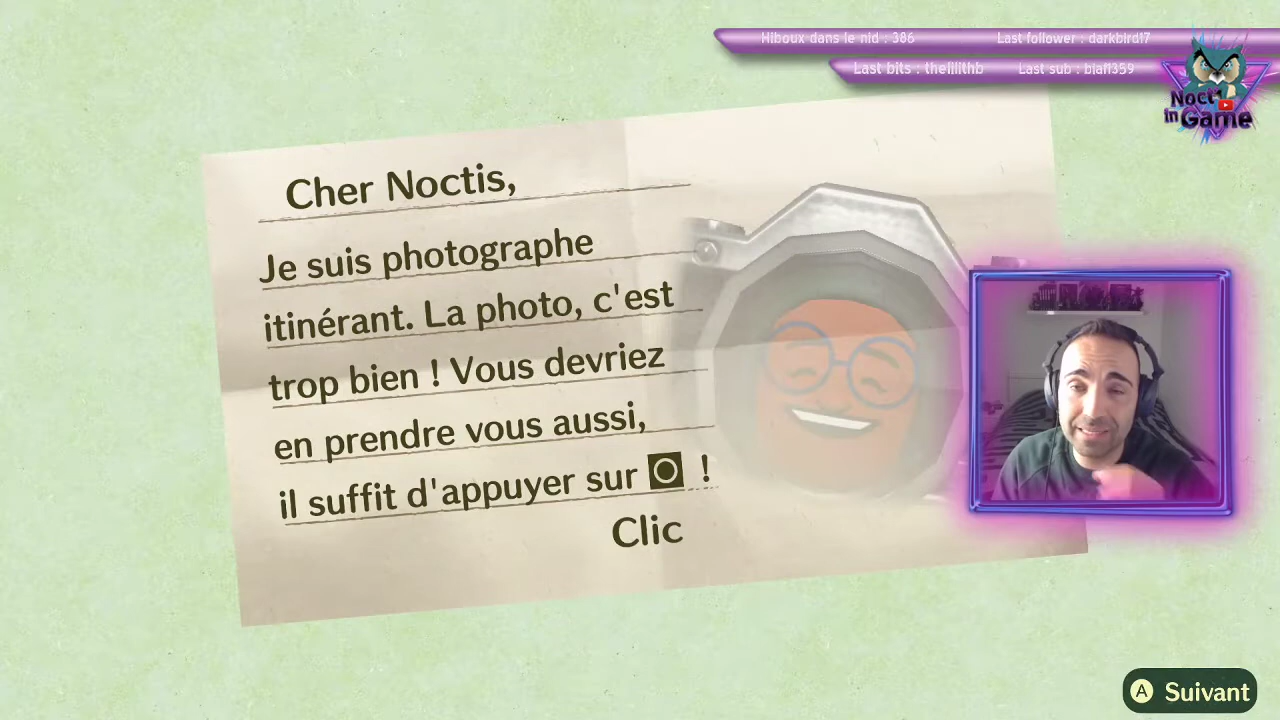 Hiboux dans le nid : 386
Last follower : darkbird17
Last bits : thelilithb
Last sub : blaf1359
Noct
in Game
Cher Noctis,
Je suis photographe
itinérant. La photo, c'est
trop bien ! Vous devriez
en prendre vous aussi,
il suffit d'appuyer sur !
Clic
A Suivant